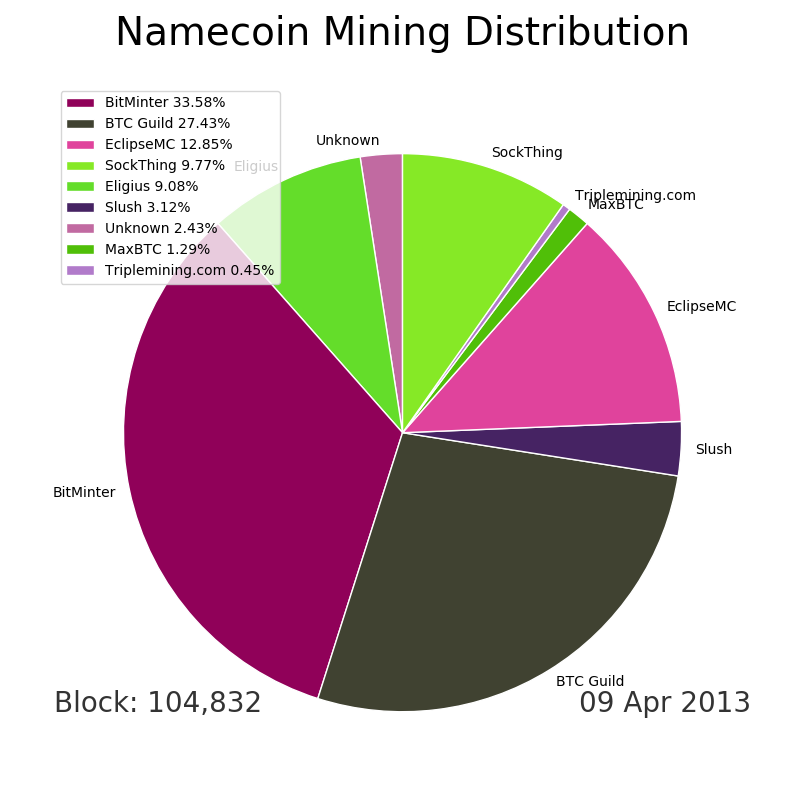 Namecoin Mining Distribution
BitMinter 33.58%
BTC Guild 27.43%
EclipseMC 12.85%
SockThing 9.77%
Eligius 9.08%
Slush 3.12%
Unknown 2.43%
MaxBTC 1.29%
Triplemining.com 0.45%
Unknown
SockThing
Eligius
Triplemining.com
MaxBTC
EclipseMC
Slush
BitMinter
BTC Guild
Block: 104,832
09 Apr 2013